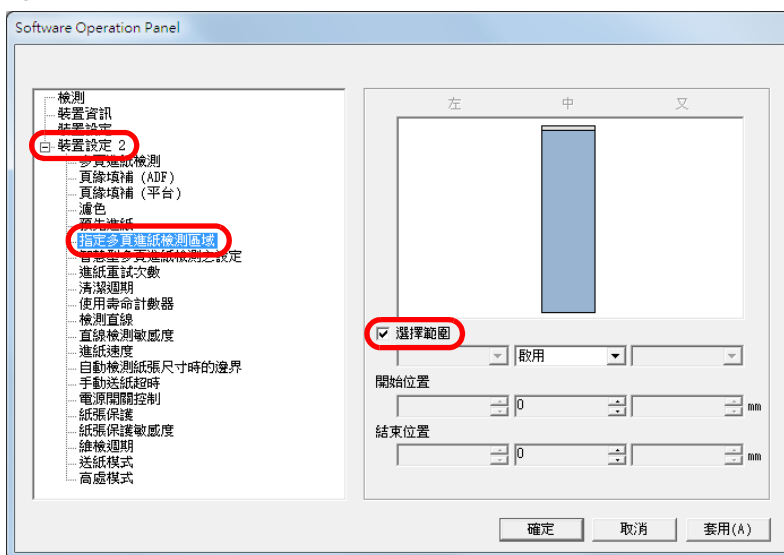 Software Operation Panel
檢測
裝置資訊
裝置設定
裝置設定 2
多頁進紙檢測
頁緣填補 (ADF)
頁緣填補 (平台)
濾色
預先進紙
指定多頁進紙檢測區域
智慧型多頁進紙檢測之設定
進紙重試次數
清潔週期
使用壽命計數器
檢測直線
直線檢測敏感度
進紙速度
自動檢測紙張尺寸時的邊界
手動送紙超時
電源開關控制
紙張保護
紙張保護敏感度
維檢週期
送紙模式
高處模式
左 中 又
選擇範圍
啟用
開始位置
0 mm
結束位置
0 mm
確定 取消 套用(A)